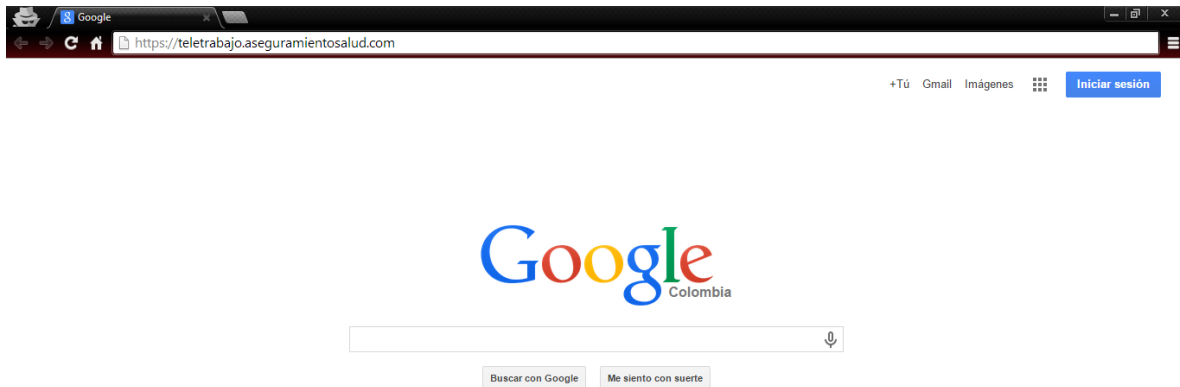 Google
https://teletrabajo.aseguramientosalud.com
+Tú Gmail Imágenes Iniciar sesión
Google
Colombia
Buscar con Google Me siento con suerte